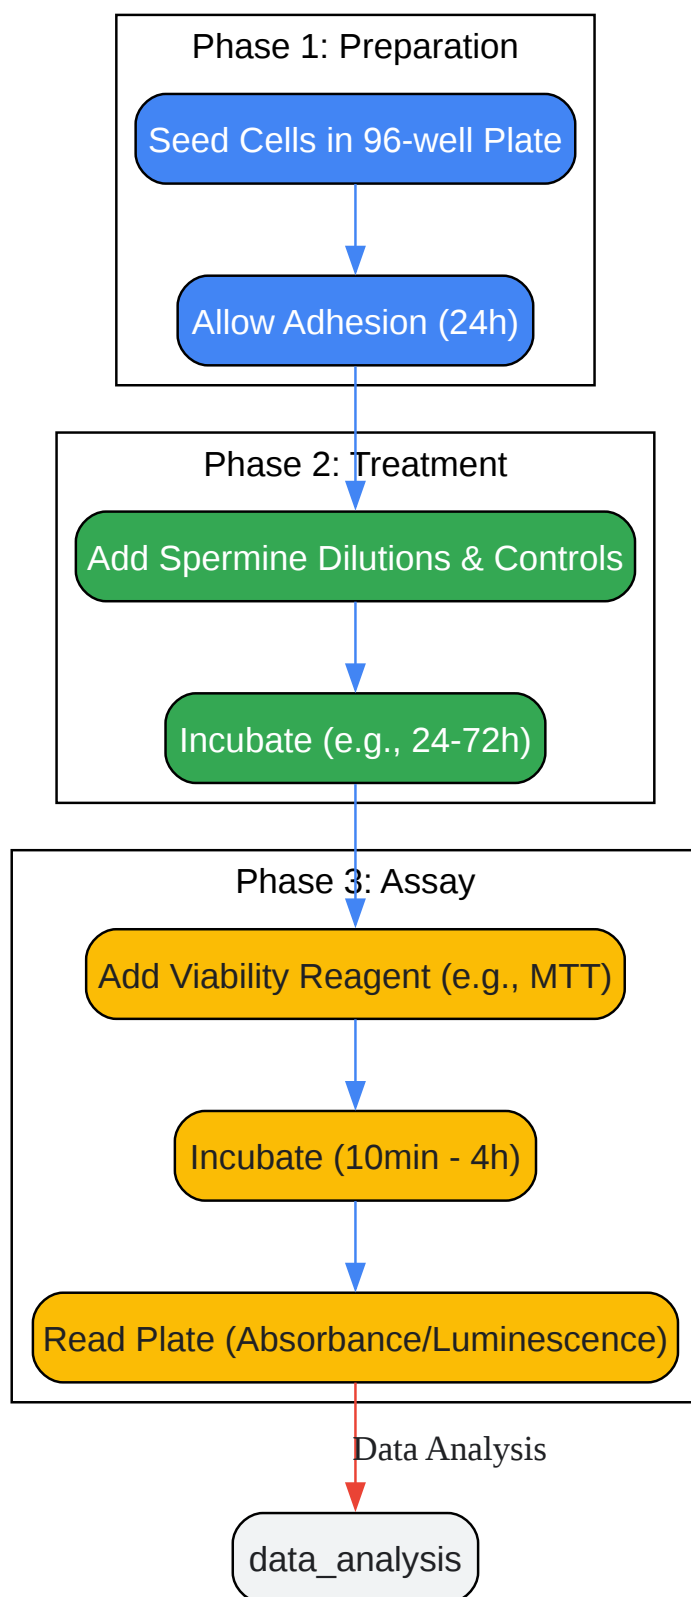 Phase 1: Preparation
Seed Cells in 96-well Plate
Allow Adhesion (24h)
Phase 2: Treatment
Add Spermine Dilutions & Controls
Incubate (e.g., 24-72h)
Phase 3: Assay
Add Viability Reagent (e.g., MTT)
Incubate (10min - 4h)
Read Plate (Absorbance/Luminescence)
Data Analysis
data_analysis